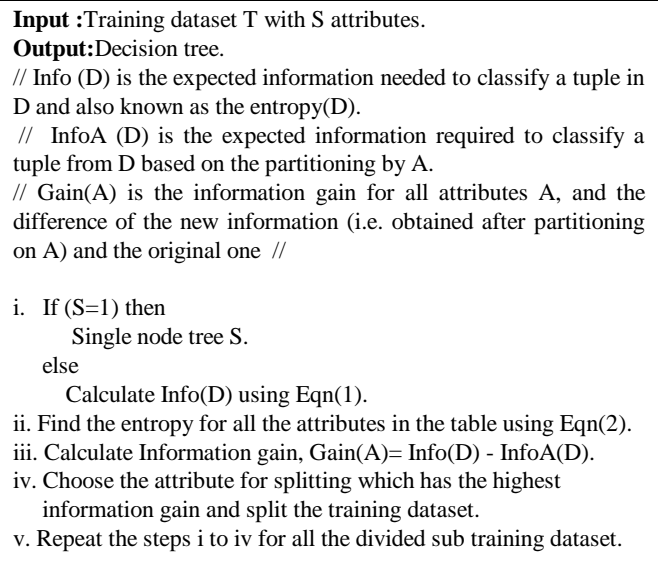 Input :Training dataset T with S attributes.
Output:Decision tree.
// Info (D) is the expected information needed to classify a tuple in
D and also known as the entropy(D).
// InfoA (D) is the expected information required to classify a
tuple from D based on the partitioning by A.
// Gain(A) is the information gain for all attributes A, and the
difference of the new information (i.e. obtained after partitioning
on A) and the original one //
i. If (S=1) then
Single node tree S.
else
Calculate Info(D) using Eqn(1).
ii. Find the entropy for all the attributes in the table using Eqn(2).
iii. Calculate Information gain, Gain(A)= Info(D) - InfoA(D).
iv. Choose the attribute for splitting which has the highest
information gain and split the training dataset.
v. Repeat the steps i to iv for all the divided sub training dataset.